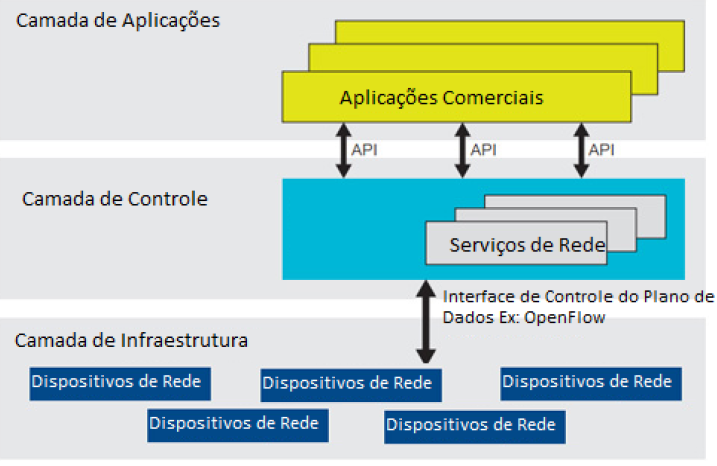 Camada de Aplicações
Aplicações Comerciais
API
API
API
Camada de Controle
Serviços de Rede
Interface de Controle do Plano de
Dados Ex: OpenFlow
Camada de Infraestrutura
Dispositivos de Rede
Dispositivos de Rede
Dispositivos de Rede
Dispositivos de Rede
Dispositivos de Rede